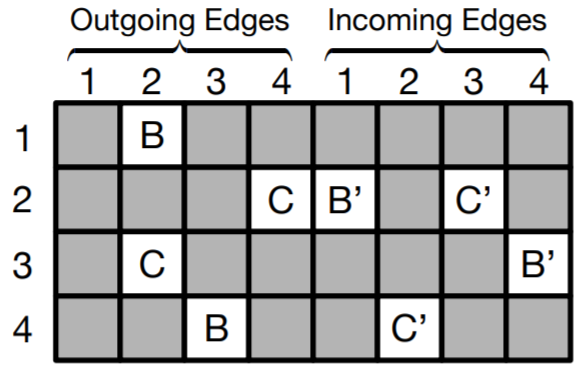 Outgoing Edges Incoming Edges
1 2 3 4 1 2 3 4
1 B
2 C B’ C’
3 C B’
4 B C’